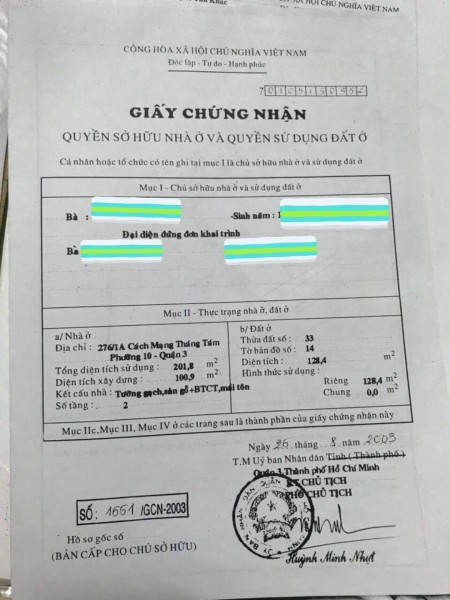 CỘNG HÒA XÃ HỘI CHỦ NGHĨA VIỆT NAM
Độc lập - Tự do - Hạnh phúc
GIẤY CHỨNG NHẬN
QUYỀN SỞ HỮU NHÀ Ở VÀ QUYỀN SỬ DỤNG ĐẤT Ở
Cá nhân hoặc tổ chức có tên ghi tại mục I là chủ sở hữu nhà ở và sử dụng đất ở
Mục I - Chủ sở hữu nhà ở và sử dụng đất ở
Bà : -Sinh năm : 1
Đại diện đứng đơn khai trình
Bà
Mục II - Thực trạng nhà ở, đất ở
a/ Nhà ở
Địa chỉ : 276/1A Cách Mạng Tháng Tám
Phường 10 - Quận 3
Tổng diện tích sử dụng : 201,8 m2
Diện tích xây dựng : 100,9 m2
Kết cấu nhà : Tường gạch,sàn gỗ+BTCT,mái tôn
Số tầng : 2
b/ Đất ở
Thửa đất số : 33
Tờ bản đồ số : 14
Diện tích : 128,4 m2
Hình thức sử dụng :
Riêng 128,4 m2
Chung 0,0 m2
Mục IIc, Mục III, Mục IV ở các trang sau là thành phần của giấy chứng nhận này
Ngày 26 tháng 8 năm 2003
T.M Uỷ ban Nhân dân Tỉnh (Thành phố)
Quận 3,Thành phố Hồ Chí Minh
KT.CHỦ TỊCH
PHÓ CHỦ TỊCH
SỐ: 1661 /GCN-2003
Hồ sơ gốc số
(BẢN CẤP CHO CHỦ SỞ HỮU)
Huỳnh Minh Nhựt